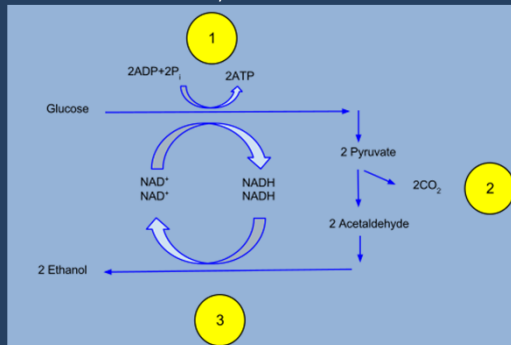 1
2ADP+2Pi 2ATP
Glucose
2 Pyruvate
NAD+ NADH
NAD+ NADH
2CO2
2
2 Acetaldehyde
2 Ethanol
3